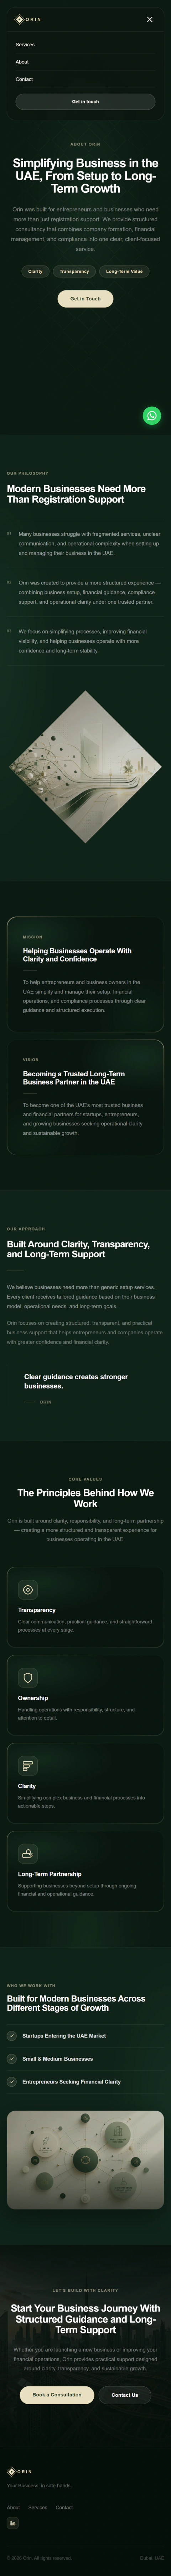 ORIN
Services
About
Contact
Get in touch
ABOUT ORIN
Simplifying Business in the
UAE, From Setup to Long-
Term Growth
Orin was built for entrepreneurs and businesses who need
more than just registration support. We provide structured
consultancy that combines company formation, financial
management, and compliance into one clear, client-focused
service.
Clarity
Transparency
Long-Term Value
Get in Touch
OUR PHILOSOPHY
Modern Businesses Need More
Than Registration Support
01
Many businesses struggle with fragmented services, unclear
communication, and operational complexity when setting up
and managing their business in the UAE.
02
Orin was created to provide a more structured experience —
combining business setup, financial guidance, compliance
support, and operational clarity under one trusted partner.
03
We focus on simplifying processes, improving financial
visibility, and helping businesses operate with more
confidence and long-term stability.
MISSION
Helping Businesses Operate With
Clarity and Confidence
To help entrepreneurs and business owners in the
UAE simplify and manage their setup, financial
operations, and compliance processes through clear
guidance and structured execution.
VISION
Becoming a Trusted Long-Term
Business Partner in the UAE
To become one of the UAE's most trusted business
and financial partners for startups, entrepreneurs,
and growing businesses seeking operational clarity
and sustainable growth.
OUR APPROACH
Built Around Clarity, Transparency,
and Long-Term Support
We believe businesses need more than generic setup services.
Every client receives tailored guidance based on their business
model, operational needs, and long-term goals.
Orin focuses on creating structured, transparent, and practical
business support that helps entrepreneurs and companies operate
with greater confidence and financial clarity.
Clear guidance creates stronger
businesses.
ORIN
CORE VALUES
The Principles Behind How We
Work
Orin is built around clarity, responsibility, and long-term partnership
— creating a more structured and transparent experience for
businesses operating in the UAE.
Transparency
Clear communication, practical guidance, and straightforward
processes at every stage.
Ownership
Handling operations with responsibility, structure, and
attention to detail.
Clarity
Simplifying complex business and financial processes into
actionable steps.
Long-Term Partnership
Supporting businesses beyond setup through ongoing
financial and operational guidance.
WHO WE WORK WITH
Built for Modern Businesses Across
Different Stages of Growth
Startups Entering the UAE Market
Small & Medium Businesses
Entrepreneurs Seeking Financial Clarity
LET'S BUILD WITH CLARITY
Start Your Business Journey With
Structured Guidance and Long-
Term Support
Whether you are launching a new business or improving your
financial operations, Orin provides practical support designed
around clarity, transparency, and sustainable growth.
Book a Consultation
Contact Us
ORIN
Your Business, in safe hands.
About
Services
Contact
© 2026 Orin. All rights reserved.
Dubai, UAE